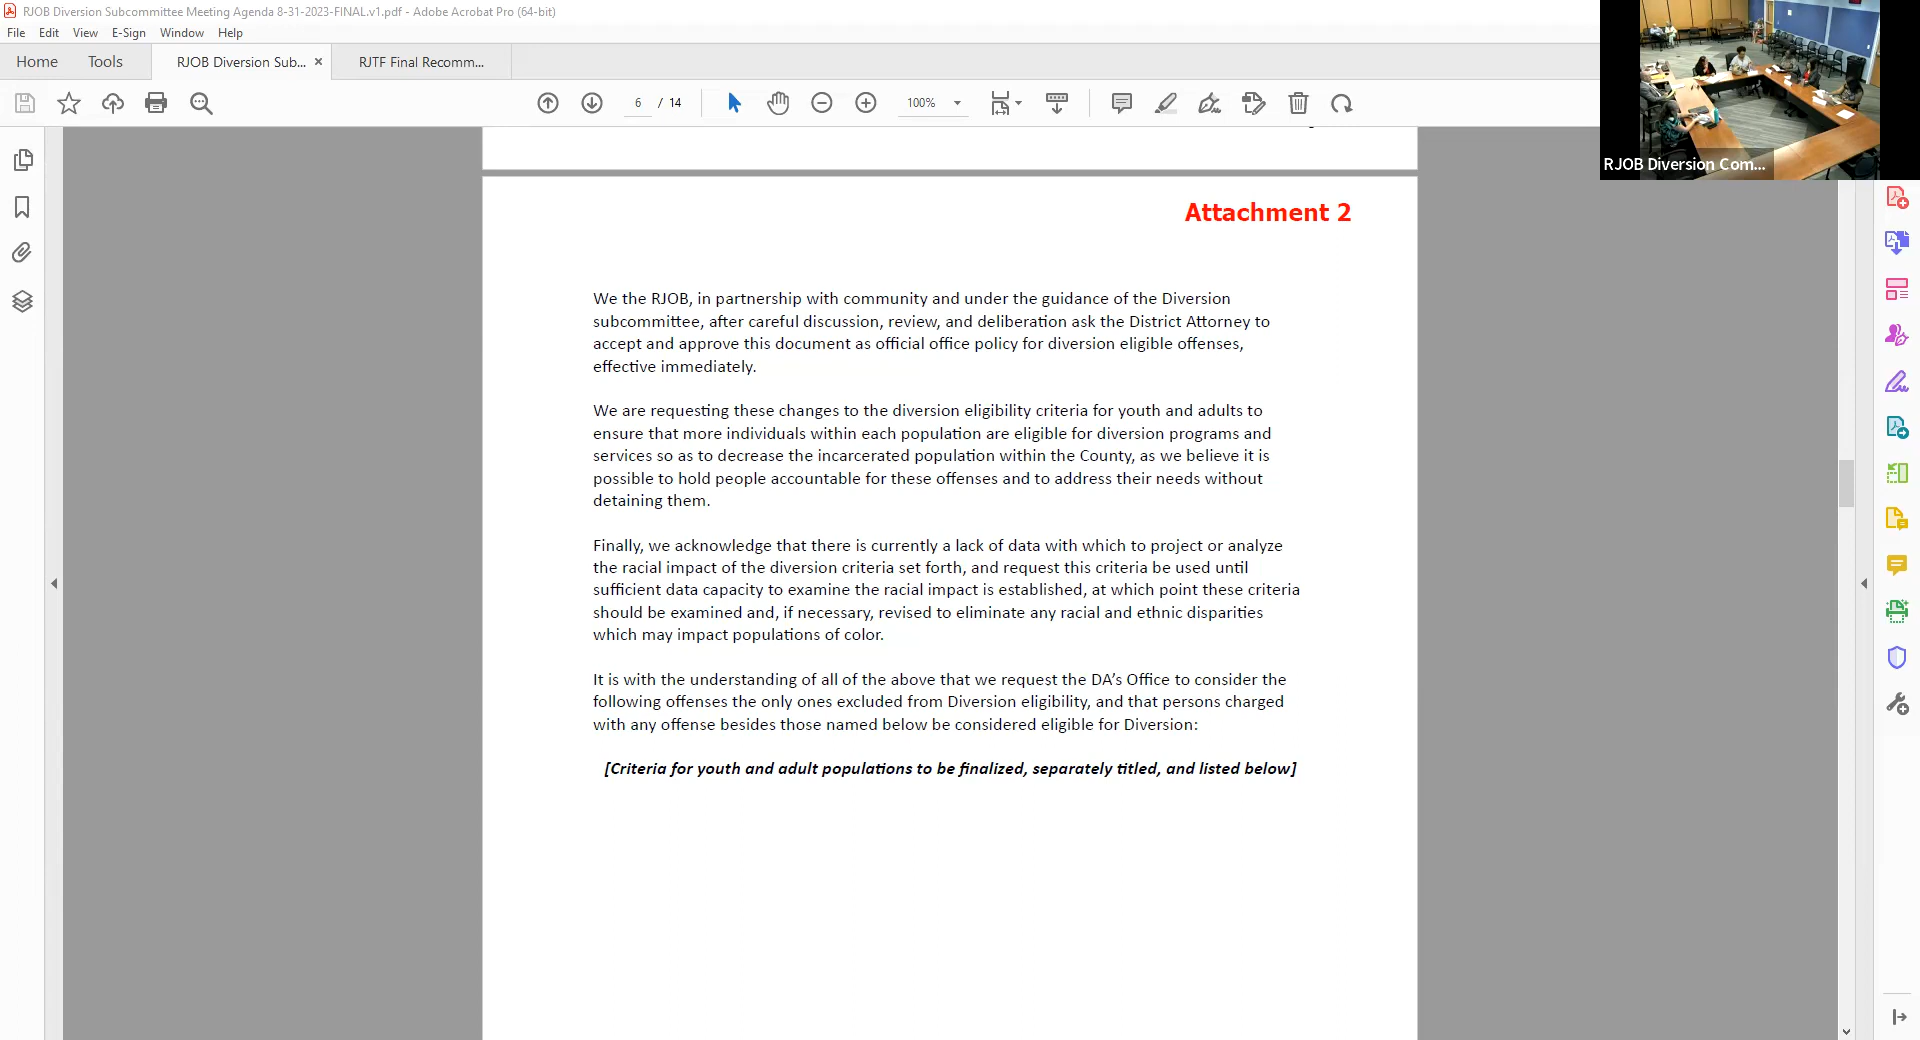 RJOB Diversion Subcommittee Meeting Agenda 8-31-2023-FINAL.v1.pdf - Adobe Acrobat Pro (64-bit)
File Edit View E-Sign Window Help
Home Tools RJOB Diversion Sub... × RJTF Final Recomm...
6 / 14 100%
RJOB Diversion Com...
Attachment 2
We the RJOB, in partnership with community and under the guidance of the Diversion
subcommittee, after careful discussion, review, and deliberation ask the District Attorney to
accept and approve this document as official office policy for diversion eligible offenses,
effective immediately.
We are requesting these changes to the diversion eligibility criteria for youth and adults to
ensure that more individuals within each population are eligible for diversion programs and
services so as to decrease the incarcerated population within the County, as we believe it is
possible to hold people accountable for these offenses and to address their needs without
detaining them.
Finally, we acknowledge that there is currently a lack of data with which to project or analyze
the racial impact of the diversion criteria set forth, and request this criteria be used until
sufficient data capacity to examine the racial impact is established, at which point these criteria
should be examined and, if necessary, revised to eliminate any racial and ethnic disparities
which may impact populations of color.
It is with the understanding of all of the above that we request the DA’s Office to consider the
following offenses the only ones excluded from Diversion eligibility, and that persons charged
with any offense besides those named below be considered eligible for Diversion:
[Criteria for youth and adult populations to be finalized, separately titled, and listed below]